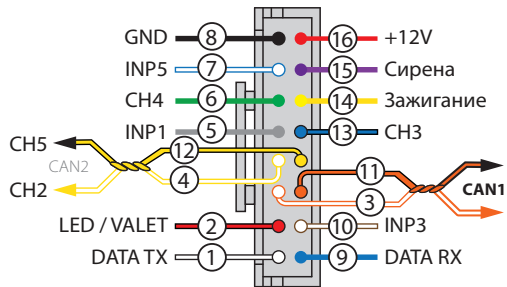 GND 8 16 +12V
INP5 7 15 Сирена
CH4 6 14 Зажигание
INP1 5 13 CH3
CH5 12
CAN2 11
CH2 4 CAN1
3
LED / VALET 2 10 INP3
DATA TX 1 9 DATA RX